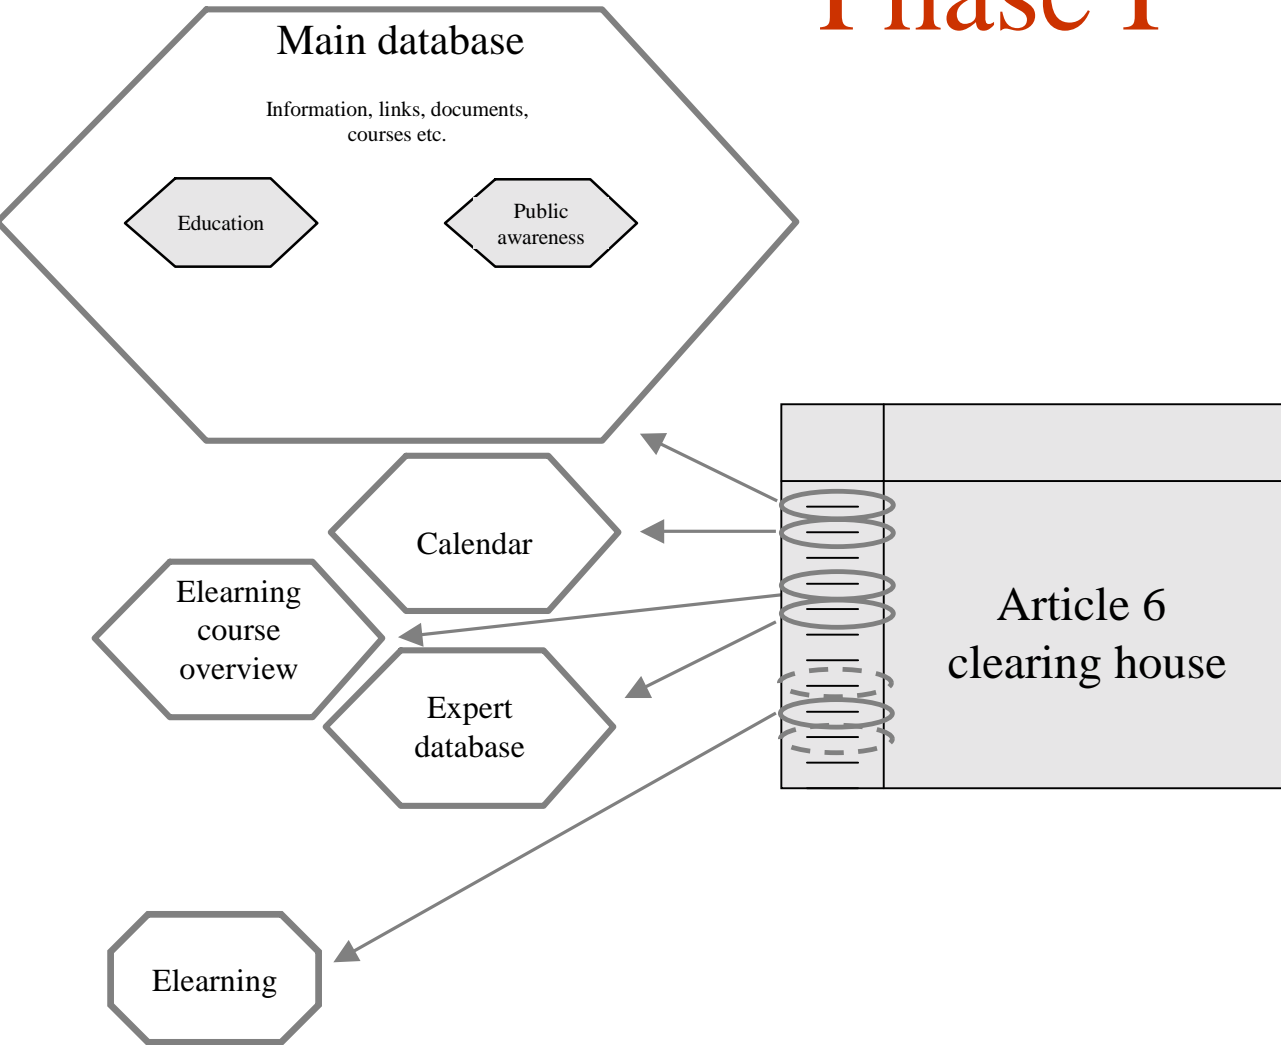 Phase I
Main database
Information, links, documents,
courses etc.
Education
Public
awareness
Calendar
Elearning
course
overview
Expert
database
Article 6
clearing house
Elearning